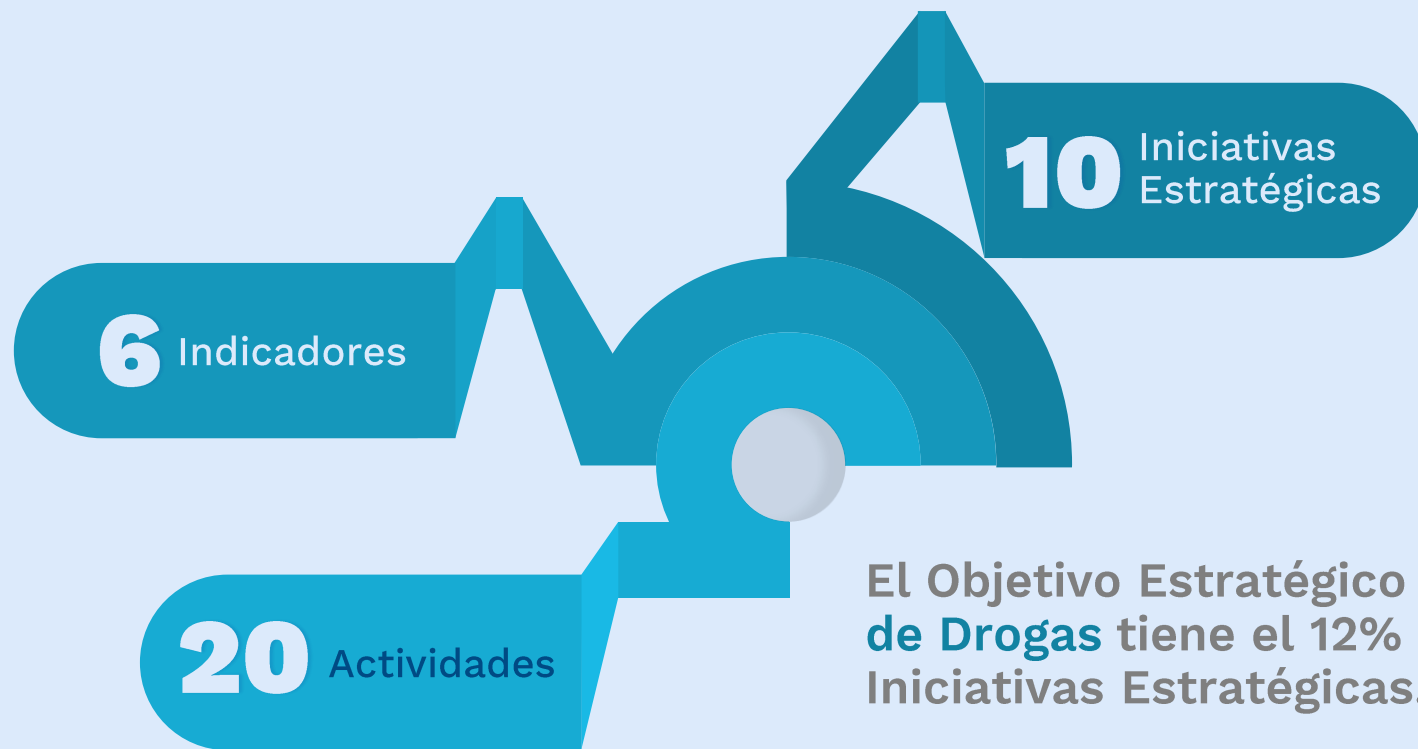 10 Iniciativas
Estratégicas
6 Indicadores
20 Actividades
El Objetivo Estratégico
de Drogas tiene el 12%
Iniciativas Estratégicas.